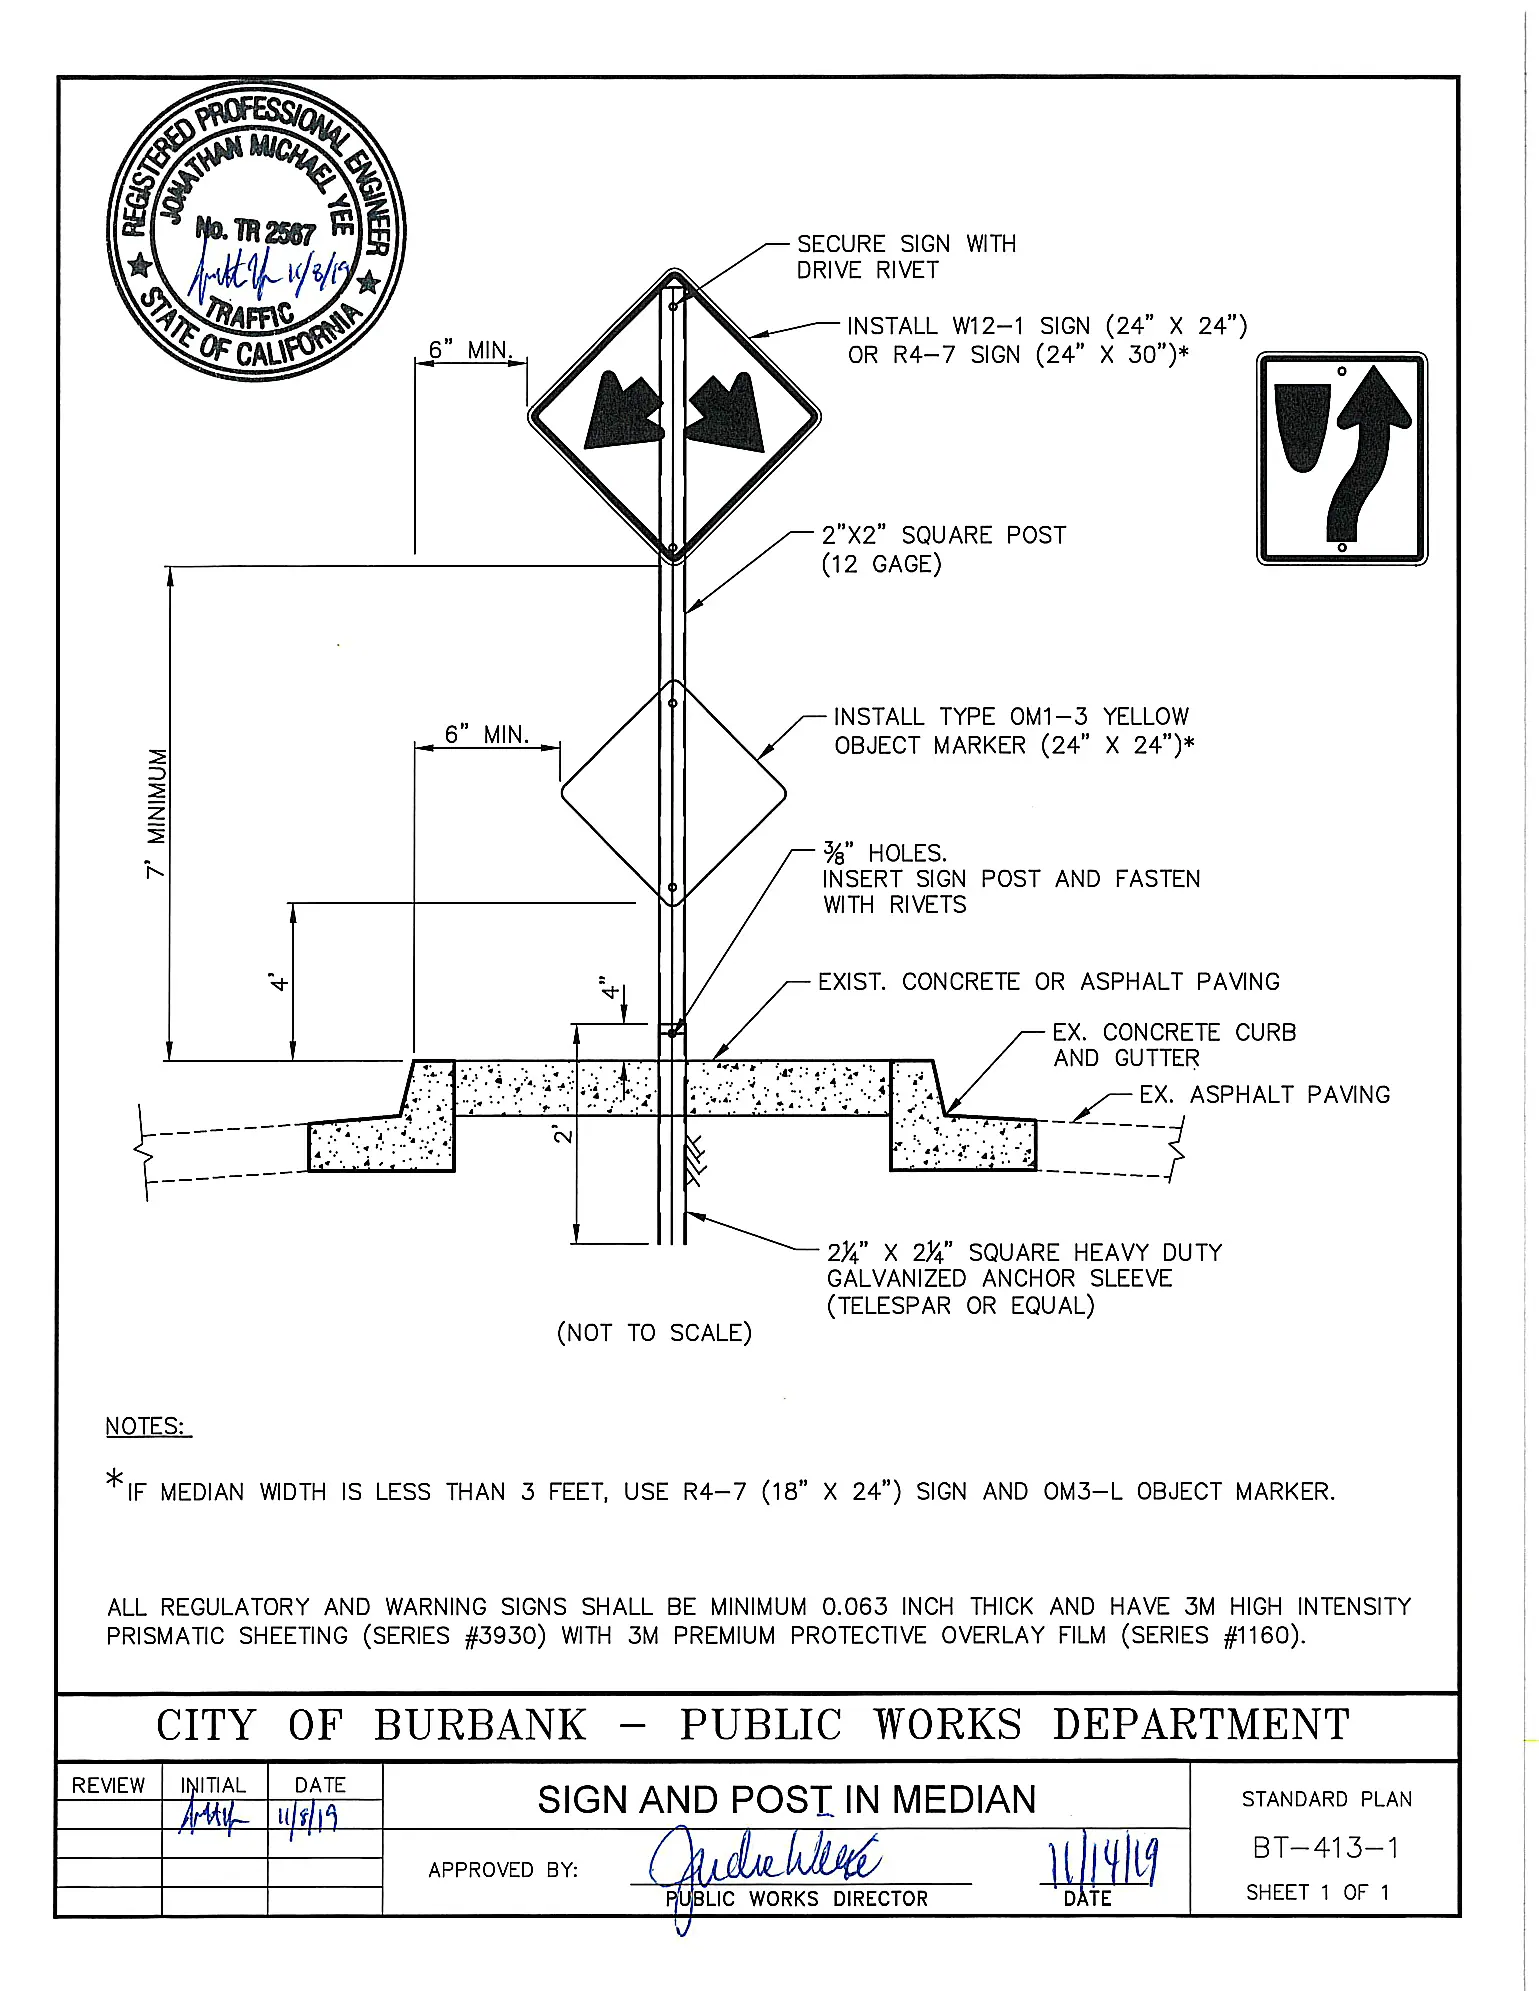 REGISTERED PROFESSIONAL ENGINEER
JONATHAN MICHAEL YEE
No. TR 2567
11/8/19
TRAFFIC
STATE OF CALIFORNIA
SECURE SIGN WITH
DRIVE RIVET
INSTALL W12-1 SIGN (24" X 24")
OR R4-7 SIGN (24" X 30")*
6" MIN.
2"X2" SQUARE POST
(12 GAGE)
INSTALL TYPE OM1-3 YELLOW
OBJECT MARKER (24" X 24")*
6" MIN.
7' MINIMUM
3/8" HOLES.
INSERT SIGN POST AND FASTEN
WITH RIVETS
4'
4"
EXIST. CONCRETE OR ASPHALT PAVING
EX. CONCRETE CURB
AND GUTTER
EX. ASPHALT PAVING
2'
2¼" X 2¼" SQUARE HEAVY DUTY
GALVANIZED ANCHOR SLEEVE
(TELESPAR OR EQUAL)
(NOT TO SCALE)
NOTES:
*IF MEDIAN WIDTH IS LESS THAN 3 FEET, USE R4-7 (18" X 24") SIGN AND OM3-L OBJECT MARKER.
ALL REGULATORY AND WARNING SIGNS SHALL BE MINIMUM 0.063 INCH THICK AND HAVE 3M HIGH INTENSITY
PRISMATIC SHEETING (SERIES #3930) WITH 3M PREMIUM PROTECTIVE OVERLAY FILM (SERIES #1160).
CITY OF BURBANK - PUBLIC WORKS DEPARTMENT
REVIEW INITIAL DATE
11/8/19
SIGN AND POST IN MEDIAN
APPROVED BY:
11/14/19
PUBLIC WORKS DIRECTOR
DATE
STANDARD PLAN
BT-413-1
SHEET 1 OF 1